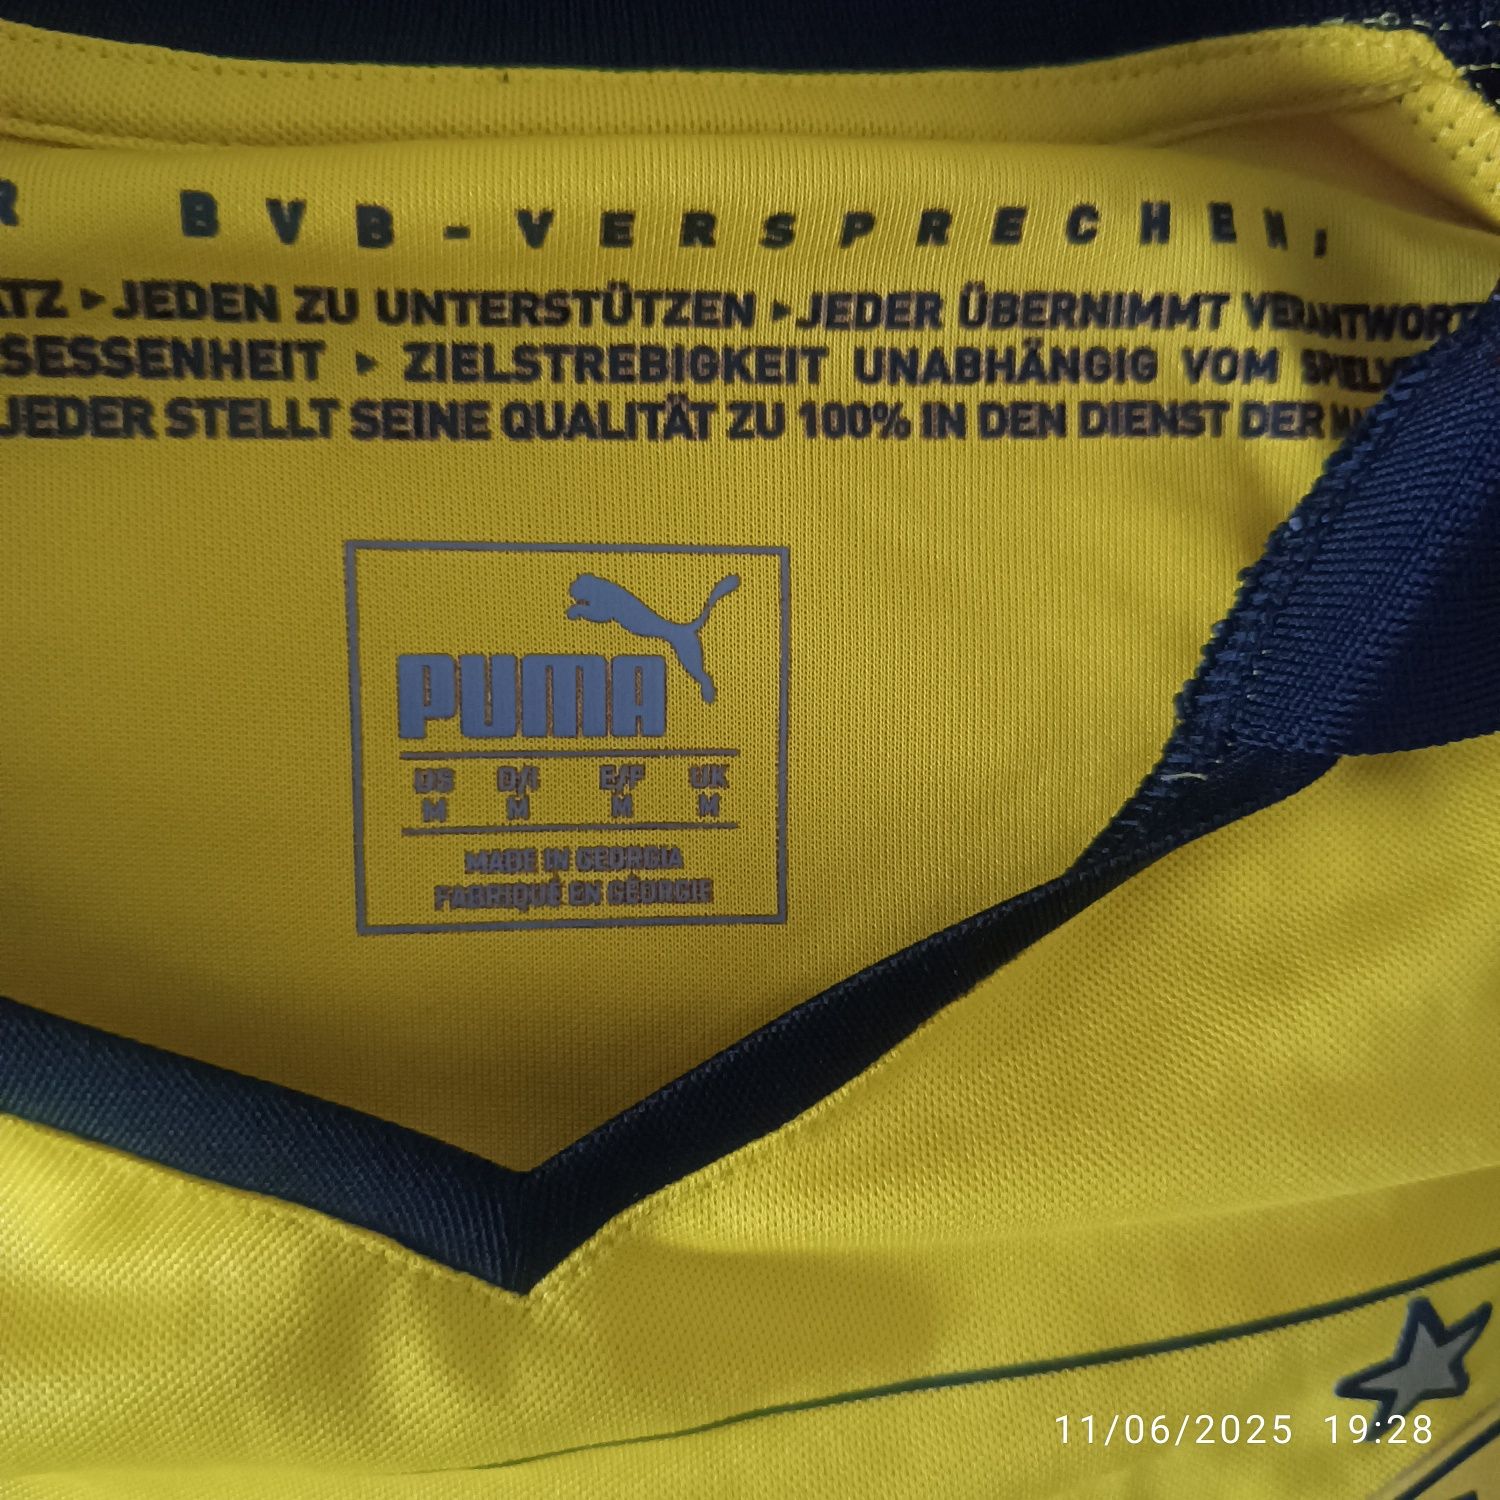 BVB-VERSPRECHEN,
▸ JEDEN ZU UNTERSTÜTZEN ▸ JEDER ÜBERNIMMT
SESSENHEIT ▸ ZIELSTREBIGKEIT UNABHÄNGIG VOM
JEDER STELLT SEINE QUALITÄT ZU 100% IN DEN DIENST DER
PUMA
US D/I E/F UK
M M M M
MADE IN GEORGIA
FABRIQUÉ EN GÉORGIE
11/06/2025 19:28